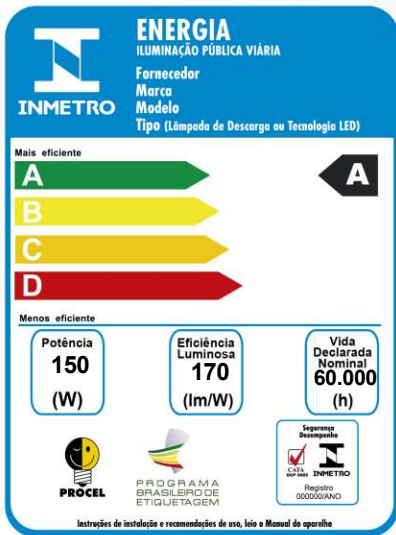 ENERGIA
ILUMINAÇÃO PÚBLICA VIÁRIA
INMETRO
Fornecedor
Marca
Modelo
Tipo (Lâmpada de Descarga ou Tecnologia LED)
Mais eficiente
A
A
B
C
D
Menos eficiente
Potência
150
(W)
Eficiência
Luminosa
170
(lm/W)
Vida
Declarada
Nominal
60.000
(h)
PROCEL
PROGRAMA
BRASILEIRO DE
ETIQUETAGEM
Segurança
Desempenho
INMETRO
Registro
000000/ANO
Instruções de instalação e recomendações de uso, leia o Manual do aparelho